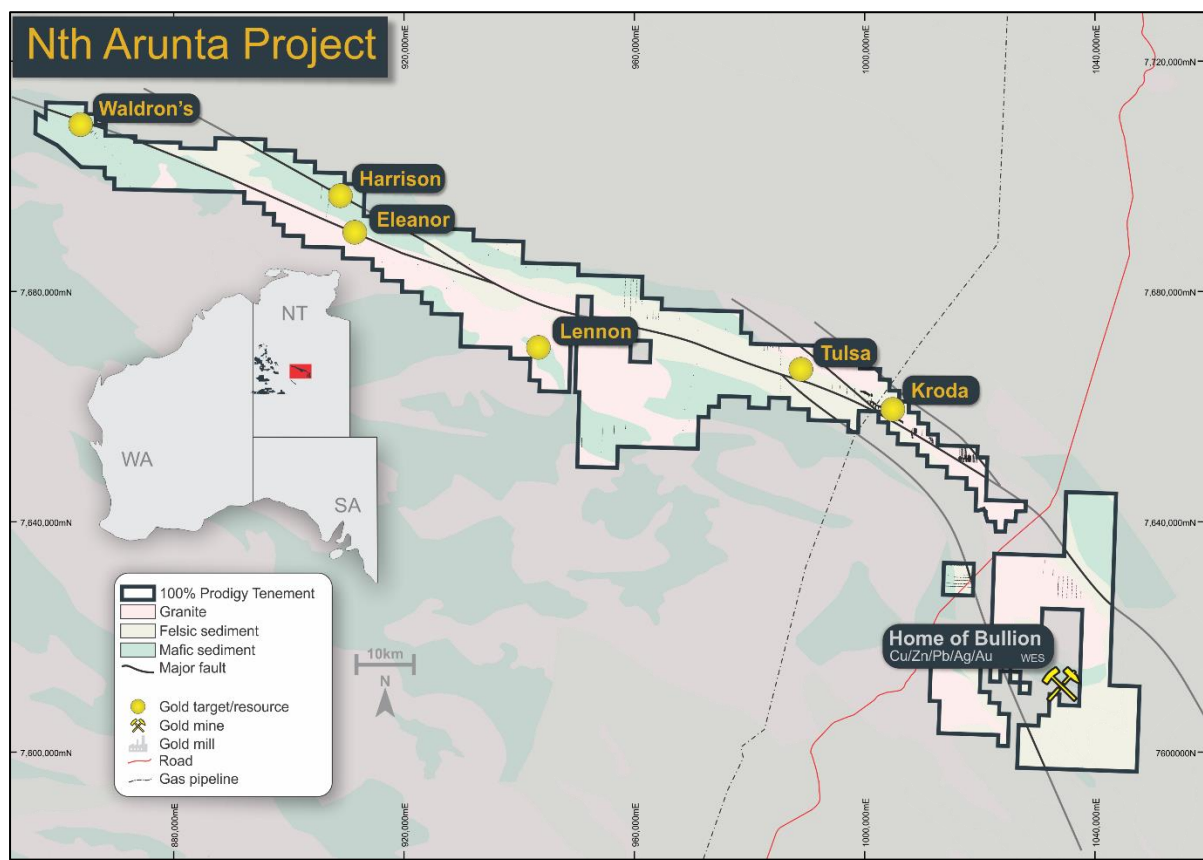 Nth Arunta Project
920,000mE
960,000mE
1000,000mE
1040,000mE
7,720,000mN
7,720,000mN
Waldron's
Harrison
Eleanor
7,680,000mN
7,680,000mN
Lennon
Tulsa
Kroda
NT
WA
SA
7,640,000mN
7,640,000mN
100% Prodigy Tenement
Granite
Felsic sediment
Mafic sediment
Major fault
Gold target/resource
Gold mine
Gold mill
Road
Gas pipeline
10km
N
Home of Bullion
Cu/Zn/Pb/Ag/Au WES
7,600,000mN
7600000mN
880,000mE
920,000mE
960,000mE
1000,000mE
1040,000mE